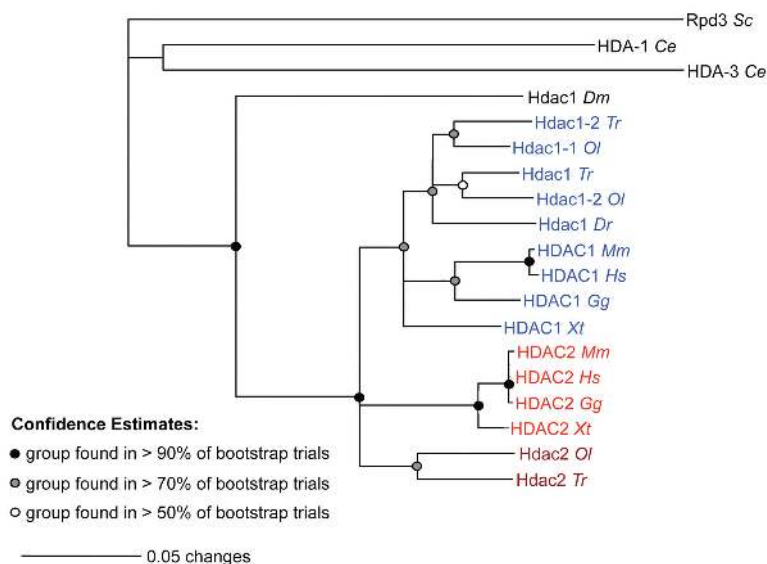 Rpd3 Sc
HDA-1 Ce
HDA-3 Ce
Hdac1 Dm
Hdac1-2 Tr
Hdac1-1 Ol
Hdac1 Tr
Hdac1-2 Ol
Hdac1 Dr
HDAC1 Mm
HDAC1 Hs
HDAC1 Gg
HDAC1 Xt
HDAC2 Mm
HDAC2 Hs
HDAC2 Gg
HDAC2 Xt
Hdac2 Ol
Hdac2 Tr
Confidence Estimates:
group found in > 90% of bootstrap trials
group found in > 70% of bootstrap trials
group found in > 50% of bootstrap trials
0.05 changes